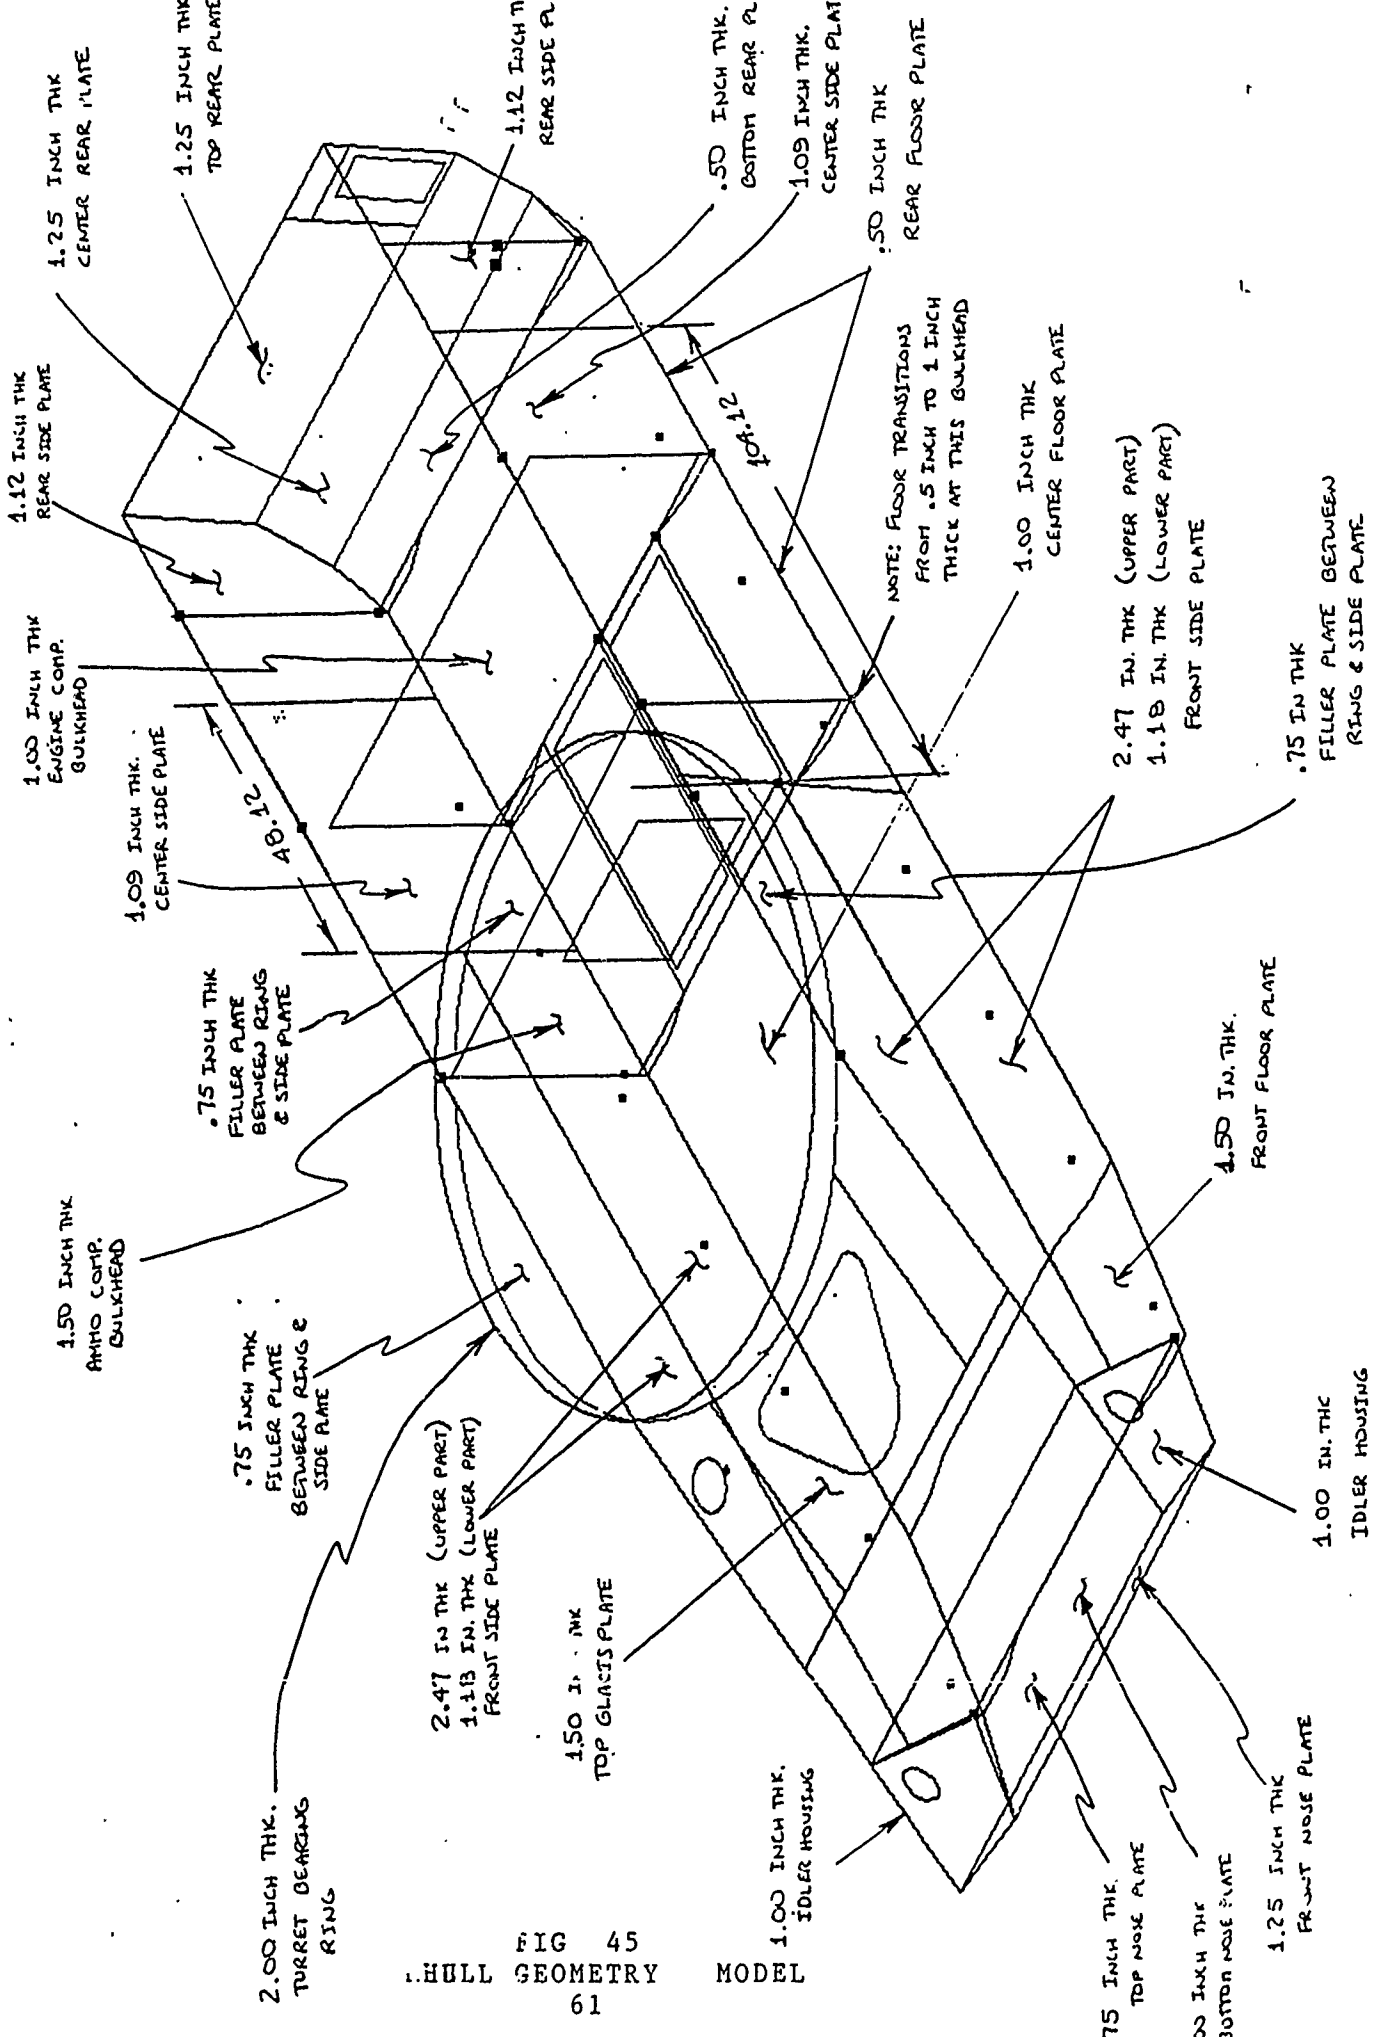 1.25 INCH THK
CENTER REAR PLATE
1.25 INCH THK
TOP REAR PLATE
1.12 INCH
REAR SIDE PL
.50 INCH THK.
BOTTOM REAR PL
1.09 INCH THK.
CENTER SIDE PLAT
.50 INCH THK
REAR FLOOR PLATE
1.12 INCH THK
REAR SIDE PLATE
1.00 INCH THK
ENGINE COMP.
BULKHEAD
1.09 INCH THK.
CENTER SIDE PLATE
48.12
104.12
NOTE: FLOOR TRANSITIONS
FROM .5 INCH TO 1 INCH
THICK AT THIS BULKHEAD
1.00 INCH THK
CENTER FLOOR PLATE
2.47 IN. THK (UPPER PART)
1.18 IN. THK (LOWER PART)
FRONT SIDE PLATE
.75 IN THK
FILLER PLATE BETWEEN
RING & SIDE PLATE
.75 INCH THK
FILLER PLATE
BETWEEN RING
& SIDE PLATE
1.50 INCH THK
AMMO COMP.
BULKHEAD
.75 INCH THK
FILLER PLATE
BETWEEN RING &
SIDE PLATE
1.50 IN. THK.
FRONT FLOOR PLATE
2.47 IN THK (UPPER PART)
1.18 IN. THK (LOWER PART)
FRONT SIDE PLATE
1.50 THK
TOP GLACIS PLATE
1.00 IN. THK
IDLER HOUSING
2.00 INCH THK.
TURRET BEARING
RING
1.00 INCH THK.
IDLER HOUSING
75 INCH THK.
TOP NOSE PLATE
INCH THK
BOTTOM NOSE PLATE
1.25 INCH THK
FRONT NOSE PLATE
FIG 45
HULL GEOMETRY MODEL
61